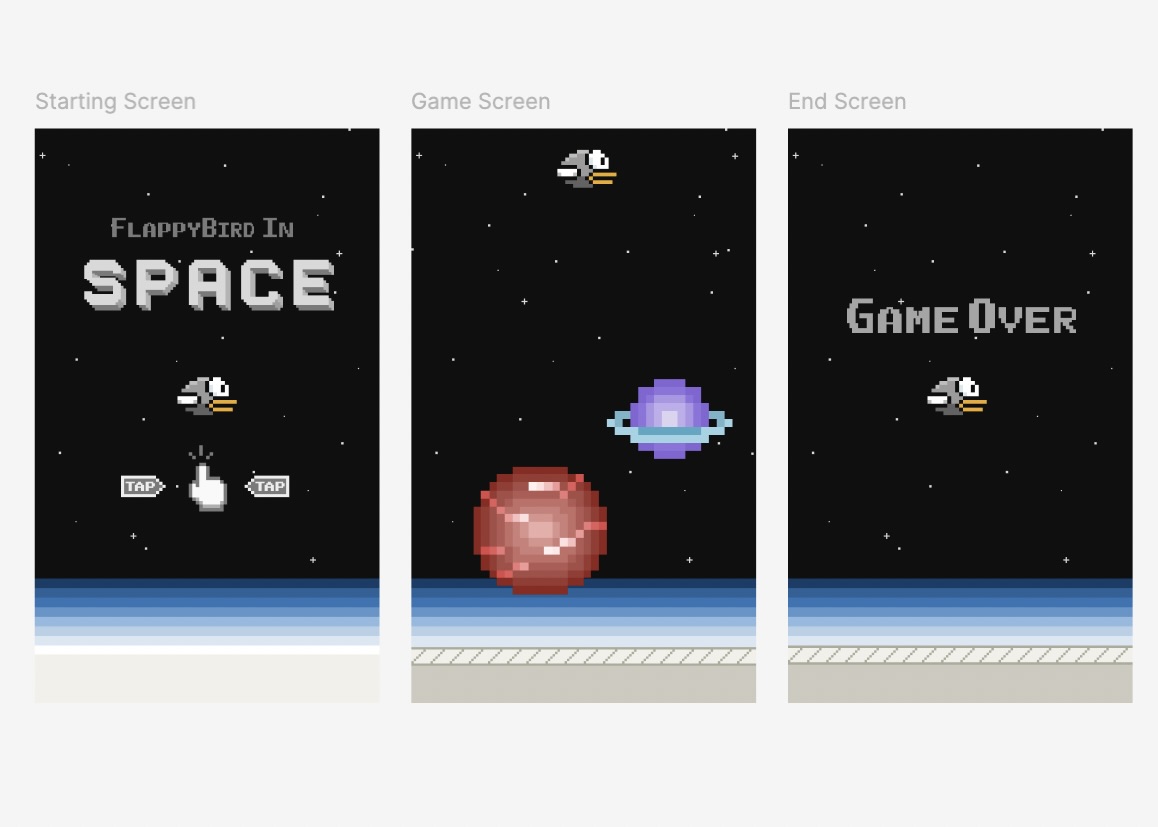 Starting Screen
Game Screen
End Screen
FlappyBird In
SPACE
TAP
TAP
Game Over